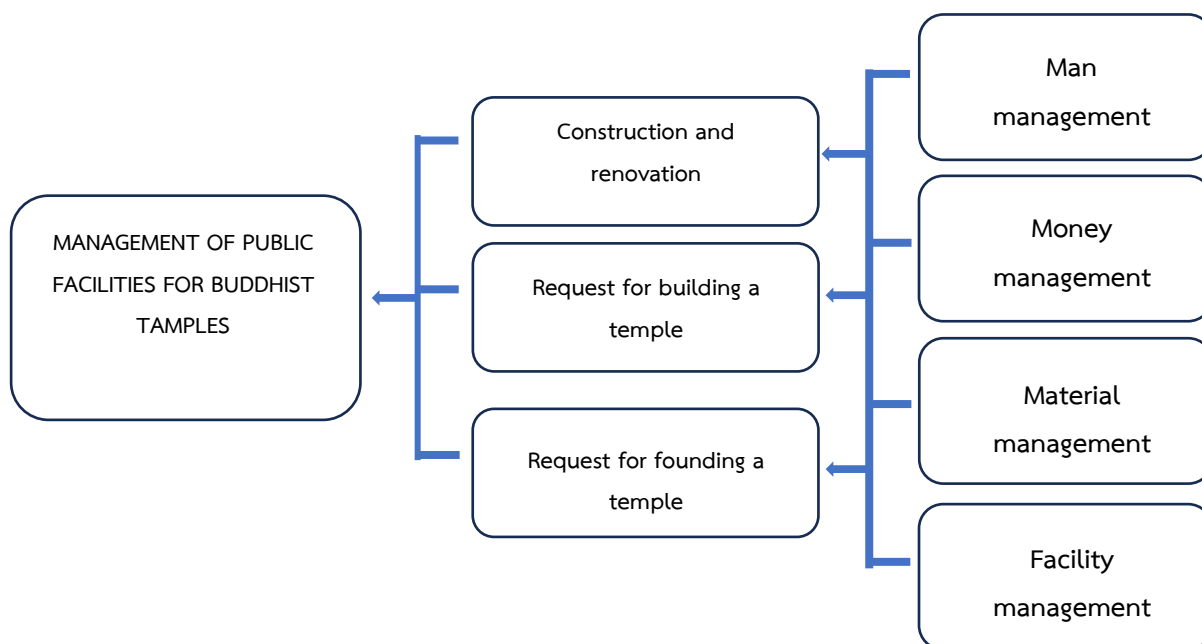 MANAGEMENT OF PUBLIC
FACILITIES FOR BUDDHIST
TAMPLES
Construction and
renovation
Request for building a
temple
Request for founding a
temple
Man
management
Money
management
Material
management
Facility
management